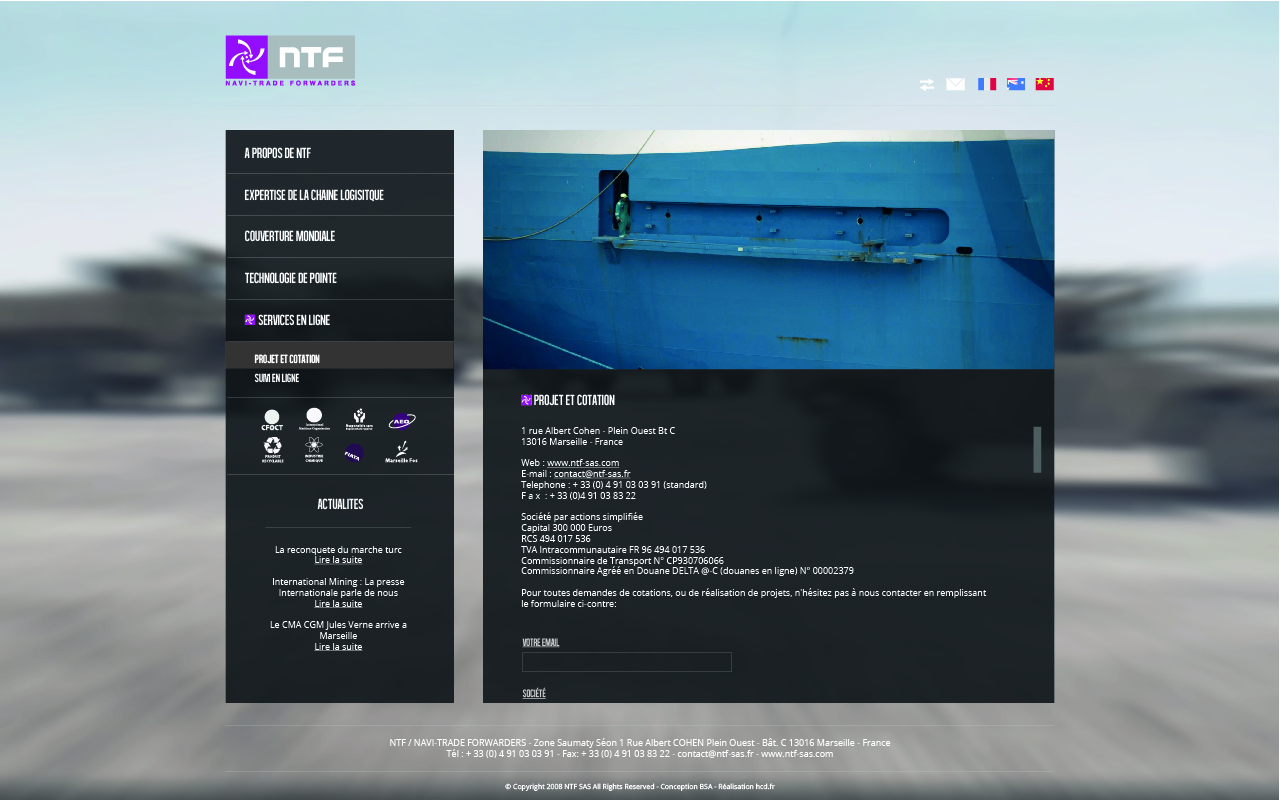 NTF
NAVI-TRADE FORWARDERS
A PROPOS DE NTF
EXPERTISE DE LA CHAINE LOGISITQUE
COUVERTURE MONDIALE
TECHNOLOGIE DE POINTE
SERVICES EN LIGNE
PROJET ET COTATION
SUIVI EN LIGNE
CFQCT
AEO
PRODUIT
RECYCLABLE
INDUSTRIE
CHIMIQUE
FIATA
Marseille Fos
ACTUALITES
La reconquete du marche turc
Lire la suite
International Mining : La presse
Internationale parle de nous
Lire la suite
Le CMA CGM Jules Verne arrive a
Marseille
Lire la suite
PROJET ET COTATION
1 rue Albert Cohen - Plein Ouest Bt C
13016 Marseille - France
Web : www.ntf-sas.com
E-mail : contact@ntf-sas.fr
Telephone : + 33 (0) 4 91 03 03 91 (standard)
F a x : + 33 (0)4 91 03 83 22
Société par actions simplifiée
Capital 300 000 Euros
RCS 494 017 536
TVA Intracommunautaire FR 96 494 017 536
Commissionnaire de Transport N° CP930706066
Commissionnaire Agréé en Douane DELTA @-C (douanes en ligne) N° 00002379
Pour toutes demandes de cotations, ou de réalisation de projets, n'hésitez pas à nous contacter en remplissant
le formulaire ci-contre:
VOTRE EMAIL
SOCIÉTÉ
NTF / NAVI-TRADE FORWARDERS - Zone Saumaty Séon 1 Rue Albert COHEN Plein Ouest - Bât. C 13016 Marseille - France
Tél : + 33 (0) 4 91 03 03 91 - Fax: + 33 (0) 4 91 03 83 22 - contact@ntf-sas.fr - www.ntf-sas.com
© Copyright 2008 NTF SAS All Rights Reserved - Conception BSA - Réalisation hcd.fr